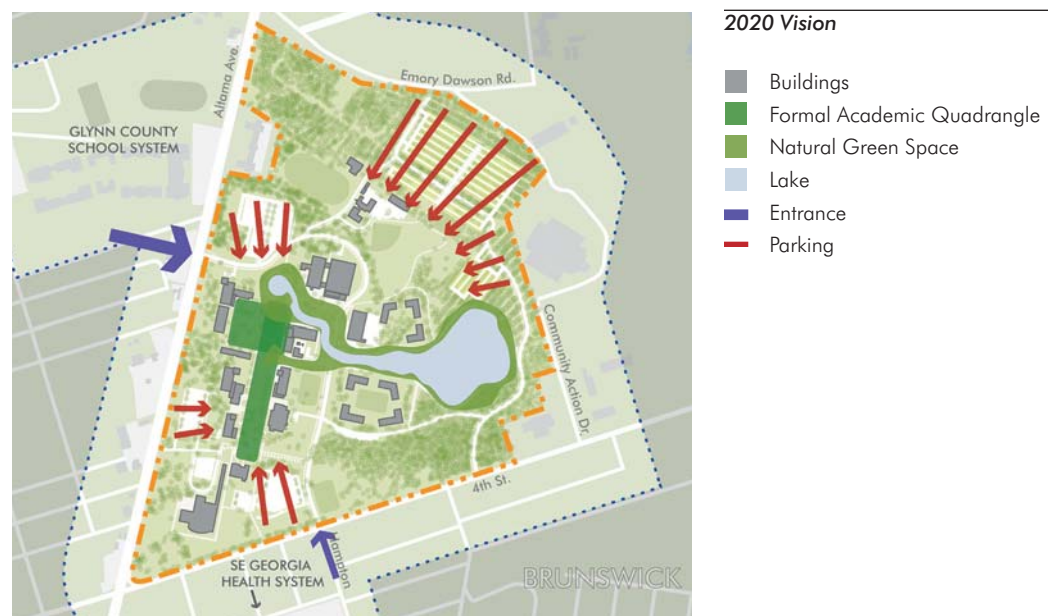 2020 Vision
Buildings
Formal Academic Quadrangle
Natural Green Space
Lake
Entrance
Parking
Altama Ave.
Emory Dawson Rd.
GLYNN COUNTY
SCHOOL SYSTEM
Community Action Dr.
4th St.
Hampton
SE GEORGIA
HEALTH SYSTEM
BRUNSWICK